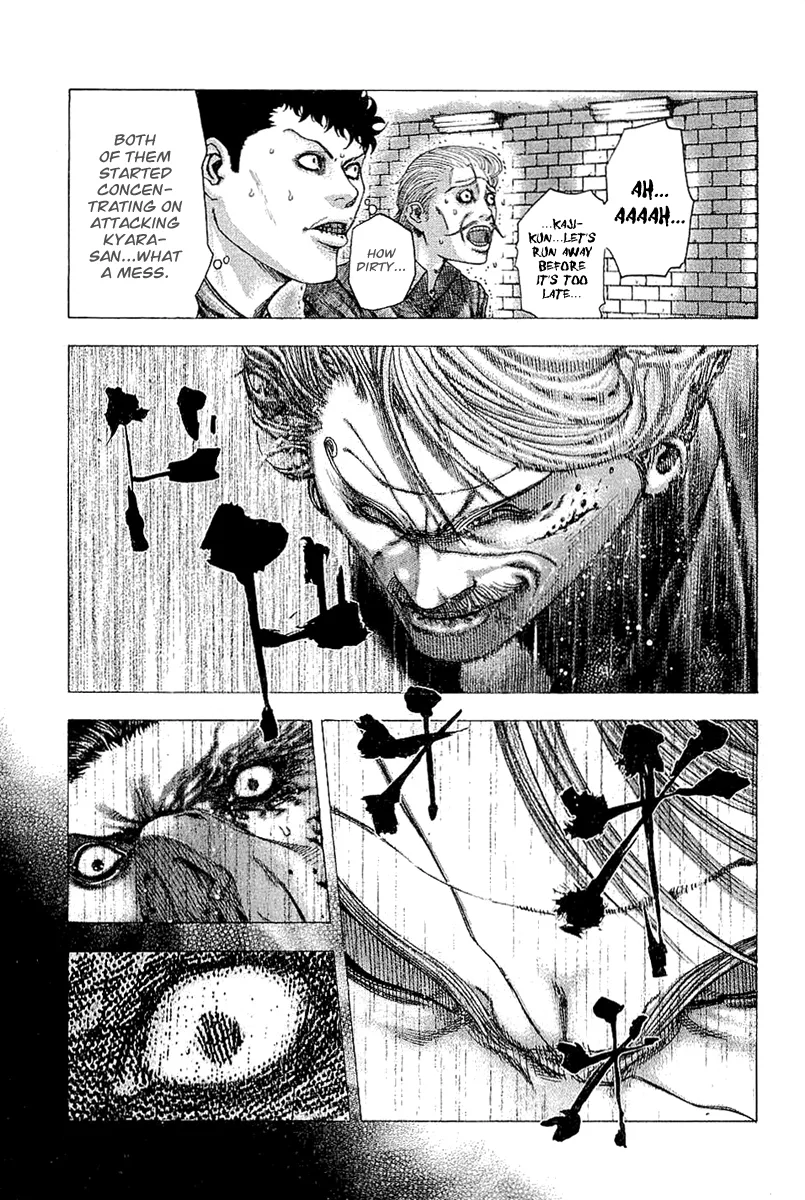 AH...
AAAAH...
...KAJI-
KUN...LET'S
RUN AWAY
BEFORE
IT'S TOO
LATE...
HOW
DIRTY...
BOTH
OF THEM
STARTED
CONCEN-
TRATING ON
ATTACKING
KYARA-
SAN...WHAT
A MESS.